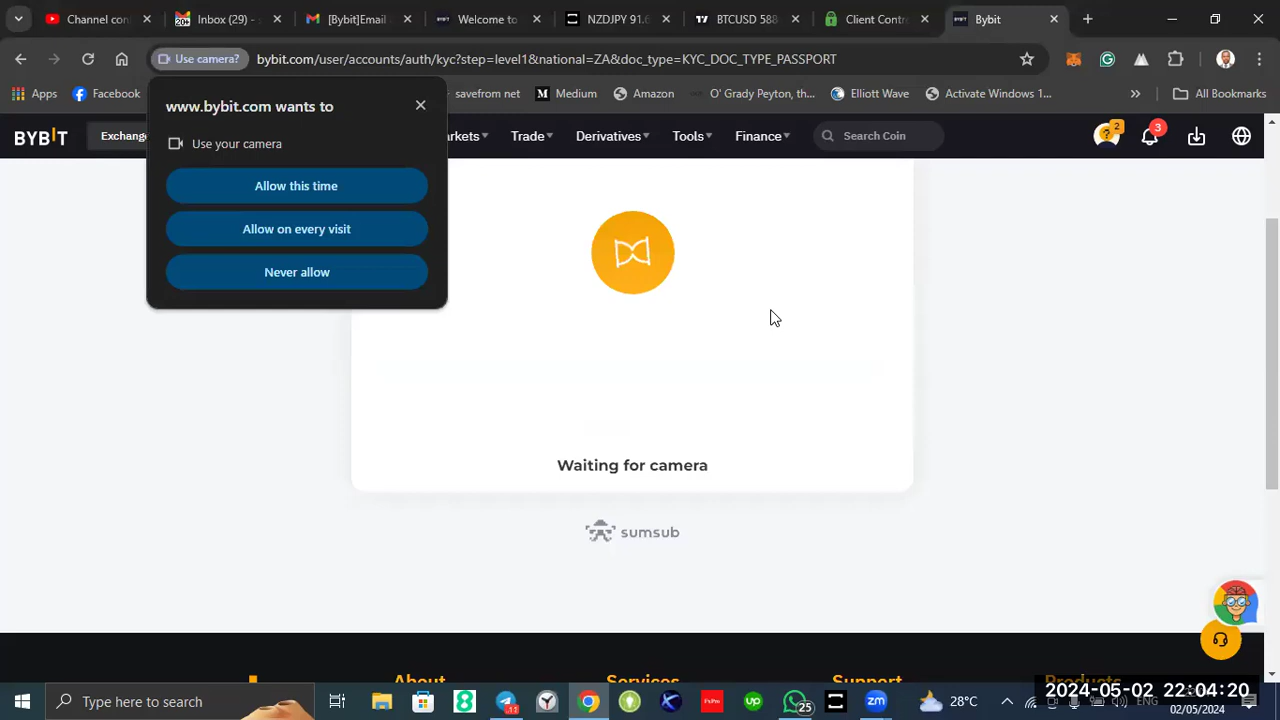 Channel con
20+
Inbox (29) -
[Bybit]Email
Welcome to
NZDJPY 91.6
BTCUSD 588
Client Contr
Bybit
Use camera?
bybit.com/user/accounts/auth/kyc?step=level1&national=ZA&doc_type=KYC_DOC_TYPE_PASSPORT
Apps
Facebook
savefrom net
Medium
Amazon
O' Grady Peyton, th...
Elliott Wave
Activate Windows 1...
»
All Bookmarks
BYBIT
Exchange
arkets
Trade
Derivatives
Tools
Finance
Search Coin
2
3
www.bybit.com wants to
Use your camera
Allow this time
Allow on every visit
Never allow
Waiting for camera
sumsub
About
Services
Support
Products
Type here to search
11
FxPro
up
25
28°C
ENG
2024-05-02 22:04:20
02/05/2024